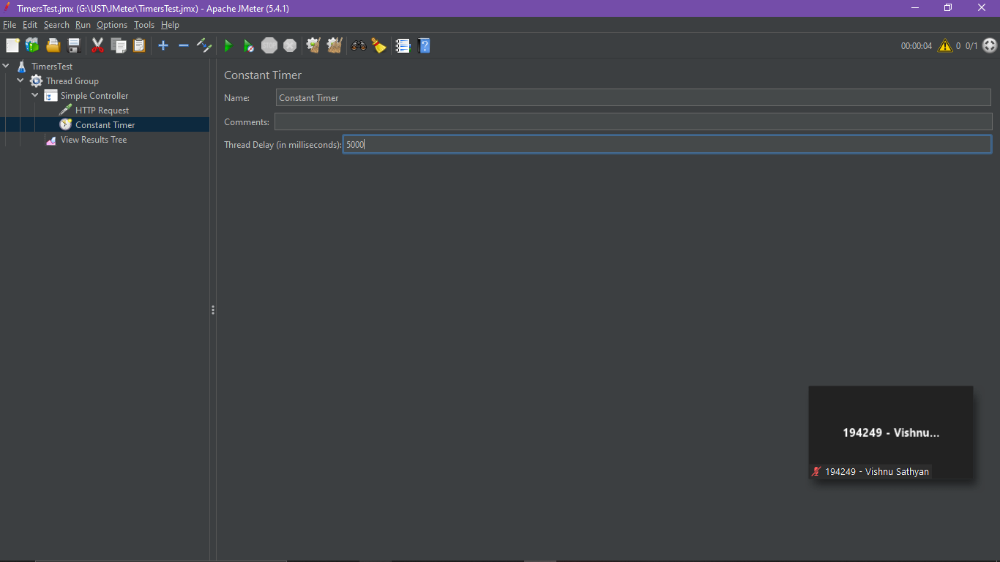 TimersTest.jmx (G:\UST\JMeter\TimersTest.jmx) - Apache JMeter (5.4.1)
File Edit Search Run Options Tools Help
STOP
00:00:04 0 0/1
TimersTest
Thread Group
Simple Controller
HTTP Request
Constant Timer
View Results Tree
Constant Timer
Name: Constant Timer
Comments:
Thread Delay (in milliseconds): 5000
194249 - Vishnu...
194249 - Vishnu Sathyan